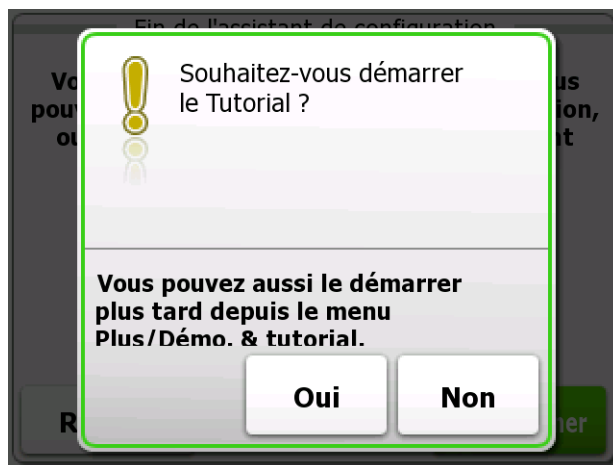 Fin de l'assistant de configuration
Souhaitez-vous démarrer
le Tutorial ?
Vous pouvez aussi le démarrer
plus tard depuis le menu
Plus/Démo. & tutorial.
Oui
Non